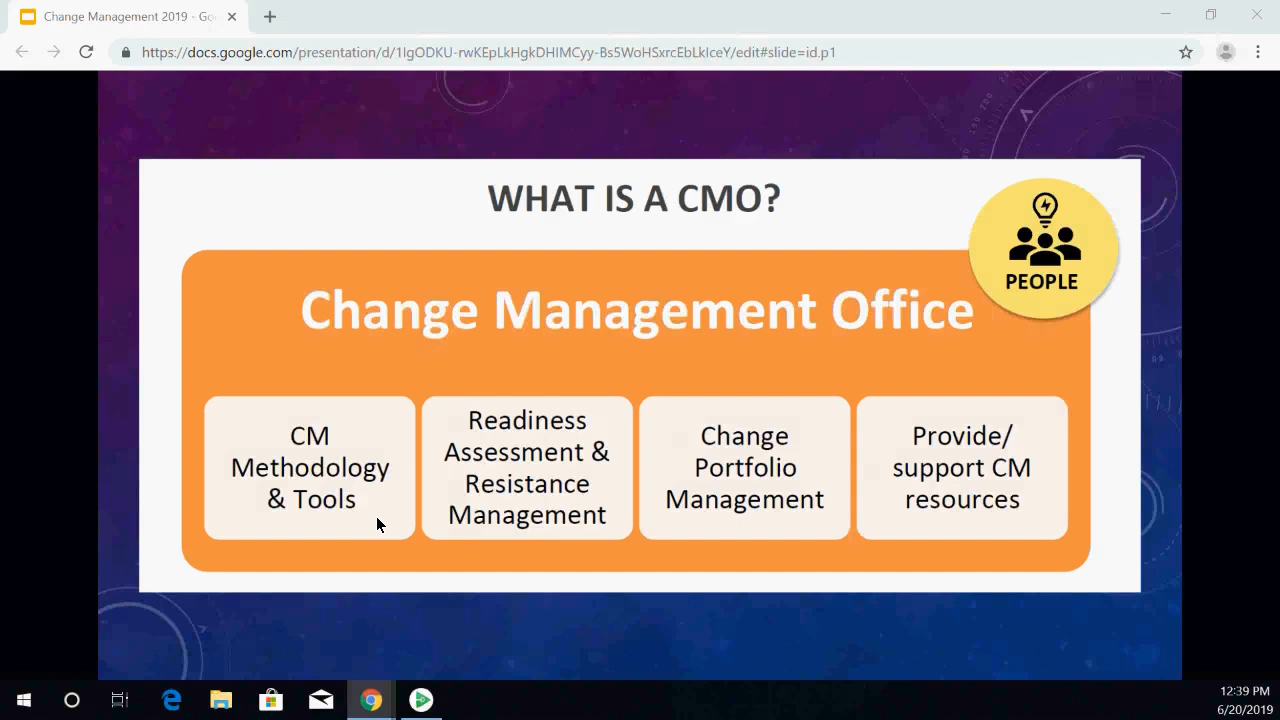 Change Management 2019 - Go
https://docs.google.com/presentation/d/1IgODKU-rwKEpLkHgkDHIMCyy-Bs5WoHSxrcEbLkIceY/edit#slide=id.p1
WHAT IS A CMO?
PEOPLE
Change Management Office
CM
Methodology
& Tools
Readiness
Assessment &
Resistance
Management
Change
Portfolio
Management
Provide/
support CM
resources
12:39 PM
6/20/2019